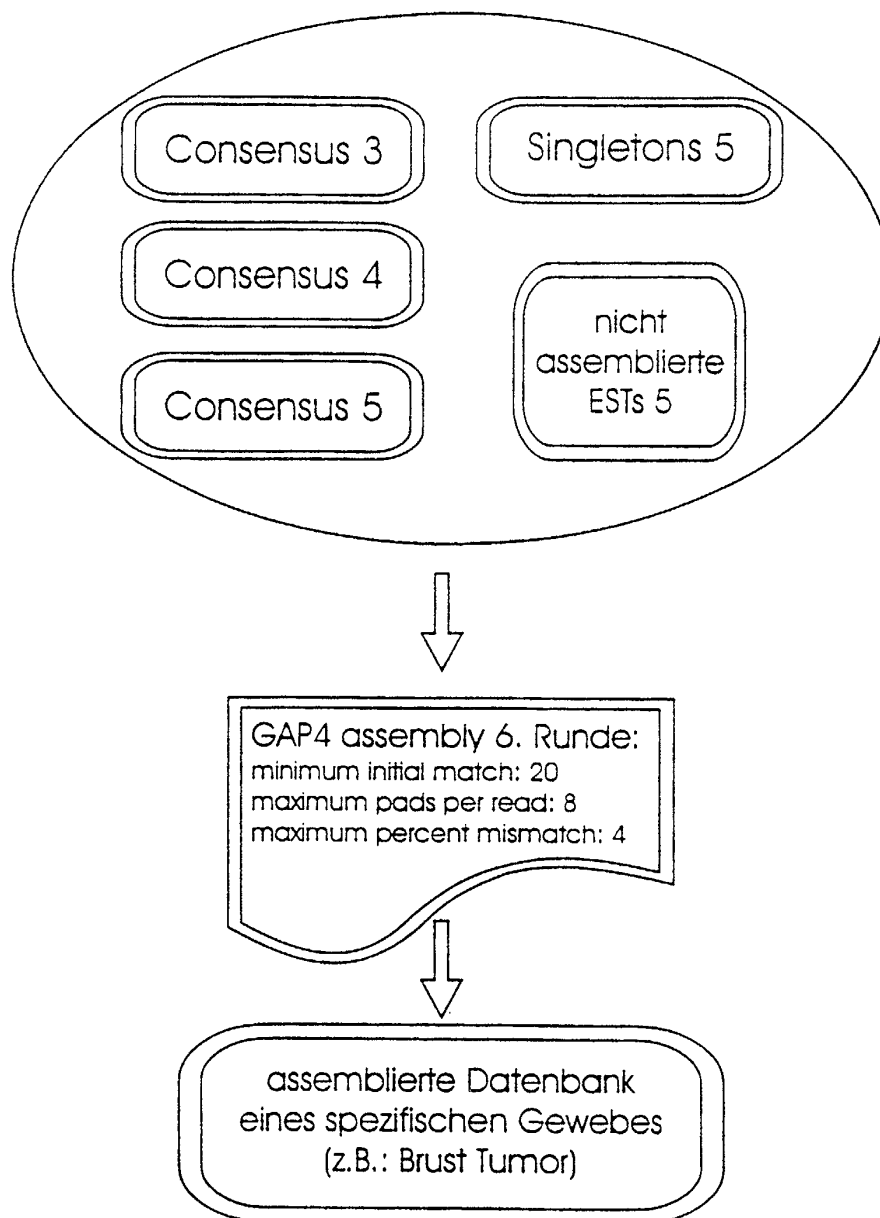 Consensus 3
Singletons 5
Consensus 4
nicht
assemblierte
ESTs 5
Consensus 5
GAP4 assembly 6. Runde:
minimum initial match: 20
maximum pads per read: 8
maximum percent mismatch: 4
assemblierte Datenbank
eines spezifischen Gewebes
(z.B.: Brust Tumor)